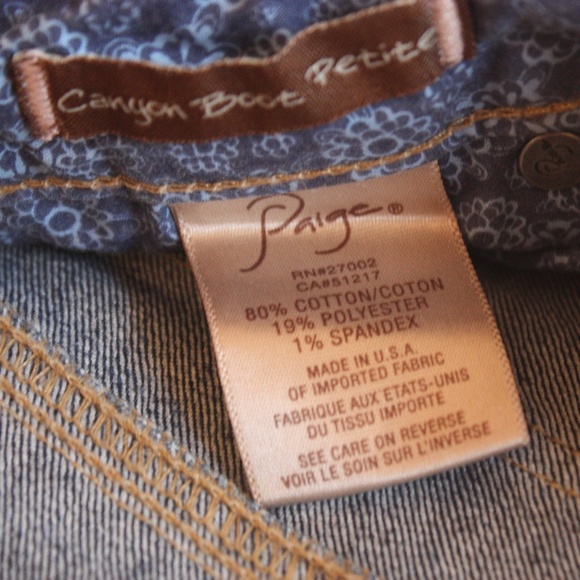 Canyon Boot Petite
Paige®
RN#27002
CA#51217
80% COTTON/COTON
19% POLYESTER
1% SPANDEX
MADE IN U.S.A.
OF IMPORTED FABRIC
FABRIQUE AUX ETATS-UNIS
DU TISSU IMPORTE
SEE CARE ON REVERSE
VOIR LE SOIN SUR L'INVERSE